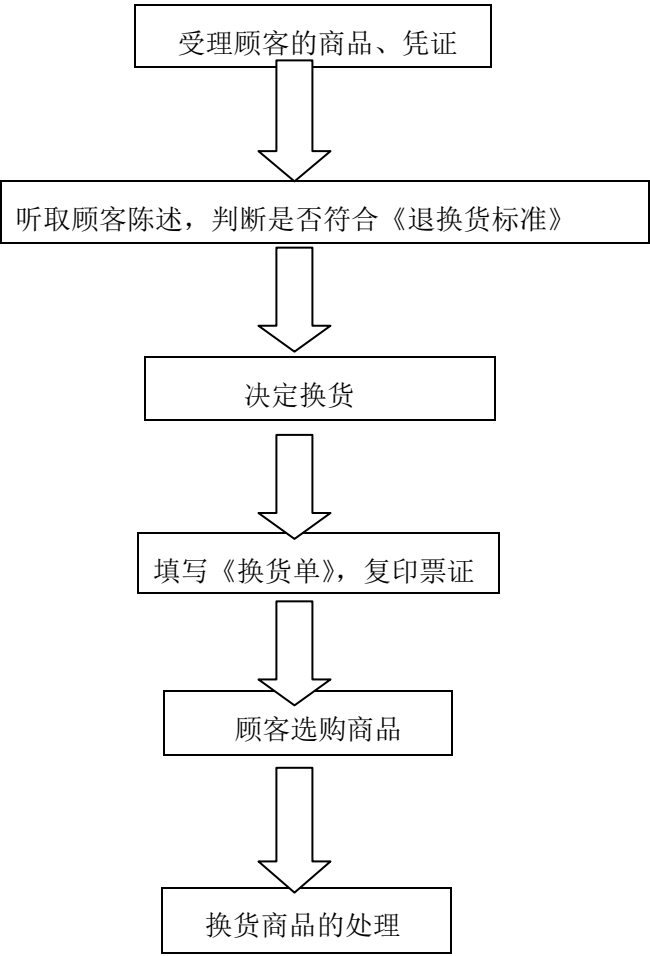 受理顾客的商品、凭证
听取顾客陈述，判断是否符合《退换货标准》
决定换货
填写《换货单》，复印票证
顾客选购商品
换货商品的处理